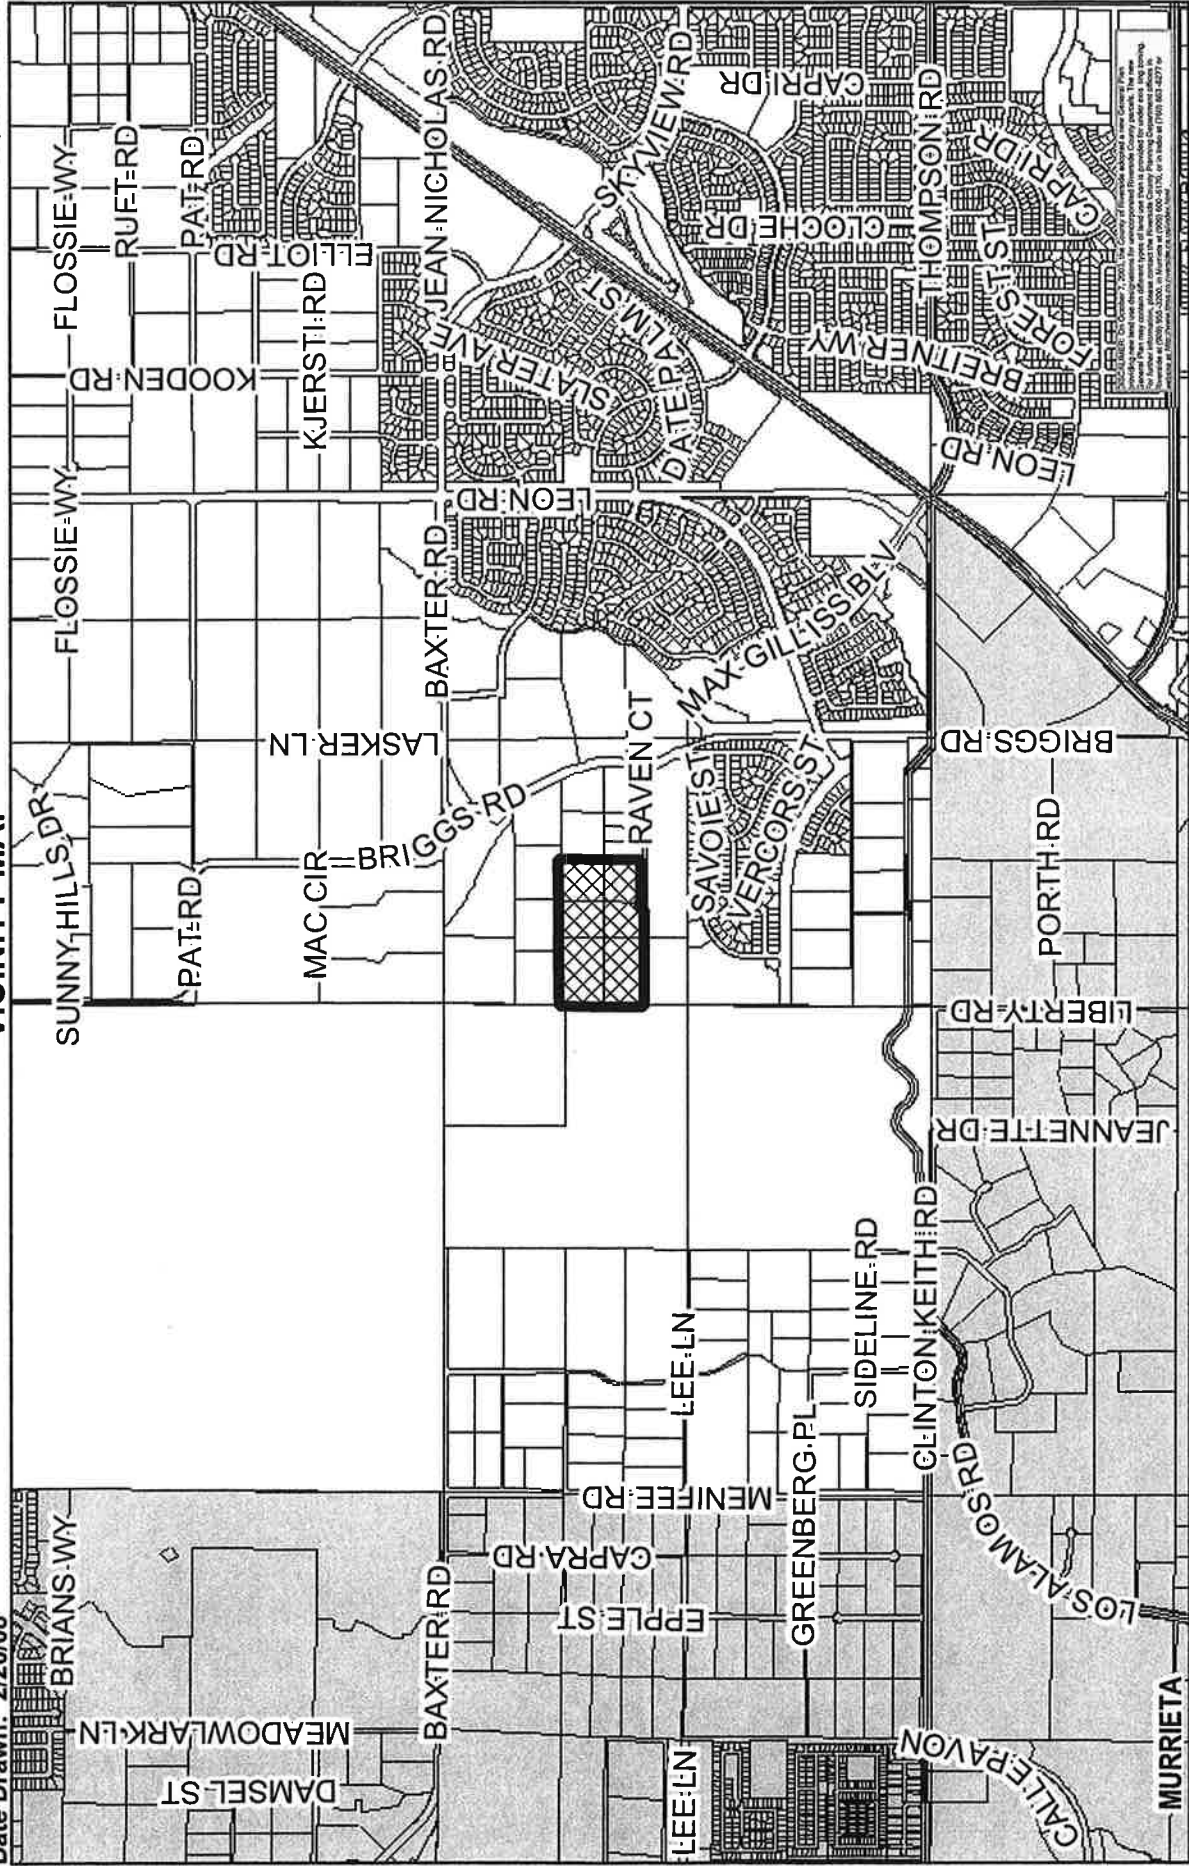 Date Drawn: 2/20/08
VICINITY MAP
FLOSSIE WY
RUFT RD
PAT RD
JEAN NICHOLAS RD
SKYVIEW RD
CAPRI DR
CAPRI DR
THOMPSON RD
CAPRI DR
ELLIOT RD
CLOCHE DR
FOREST ST
KOODEN RD
KJERSTI RD
SLATER AVE
DATE PALM ST
BREITNER WY
LEON RD
FLOSSIE WY
BAXTER RD
LEON RD
MAX GILLISS BLV
LASKER LN
RAVEN CT
BRIGGS RD
SUNNY HILLS DR
PAT RD
MAC CIR
BRIGGS RD
SAVOIE ST
VERCORS ST
PORTH RD
LIBERTY RD
JEANNETTE DR
SIDELINE RD
CLINTON KEITH RD
LEE LN
GREENBERG PL
MENIFEE RD
LOS ALAMOS RD
CAPRA RD
EPPLE ST
BRIANS WY
BAXTER RD
MEADOWLARK LN
DAMSEL ST
LEE LN
CALLE PAVON
MURRIETA